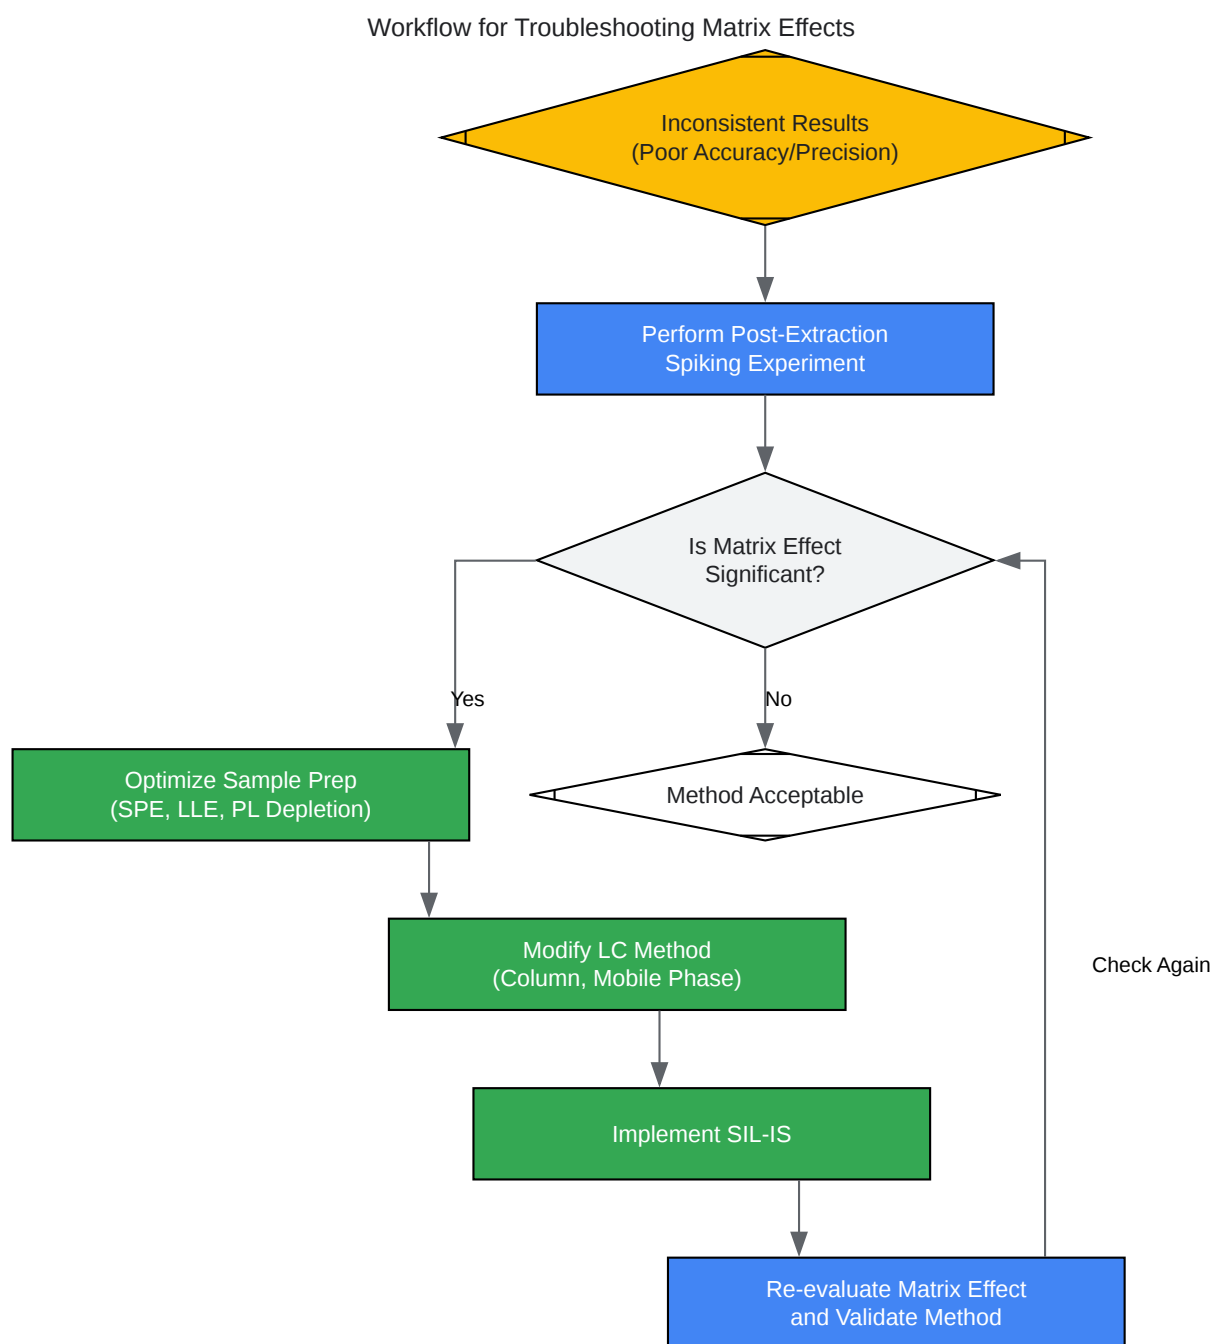 Workflow for Troubleshooting Matrix Effects
Inconsistent Results
(Poor Accuracy/Precision)
Perform Post-Extraction
Spiking Experiment
Is Matrix Effect
Significant?
Yes
No
Optimize Sample Prep
(SPE, LLE, PL Depletion)
Method Acceptable
Modify LC Method
(Column, Mobile Phase)
Check Again
Implement SIL-IS
Re-evaluate Matrix Effect
and Validate Method